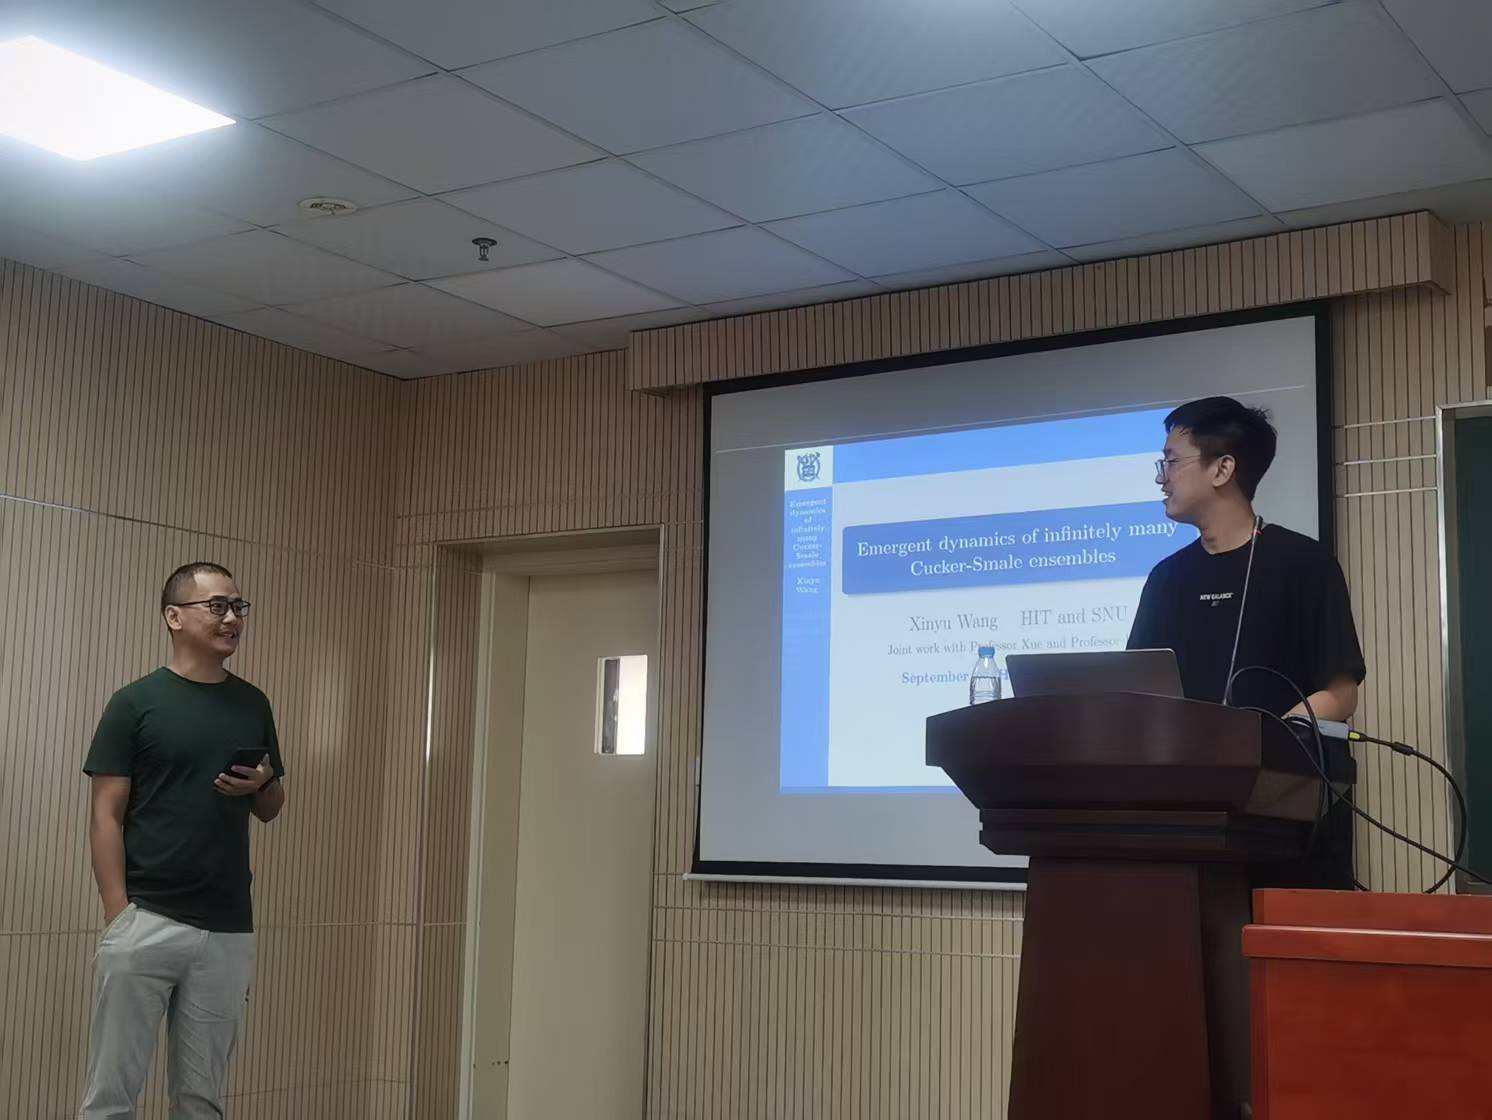 Emergent
dynamics
of
infinitely
many
Cucker-
Smale
ensembles
Xinyu
Wang
Emergent dynamics of infinitely many
Cucker-Smale ensembles
Xinyu Wang HIT and SNU
Joint work with Professor Xue and Professor
September
NEW BALANCE